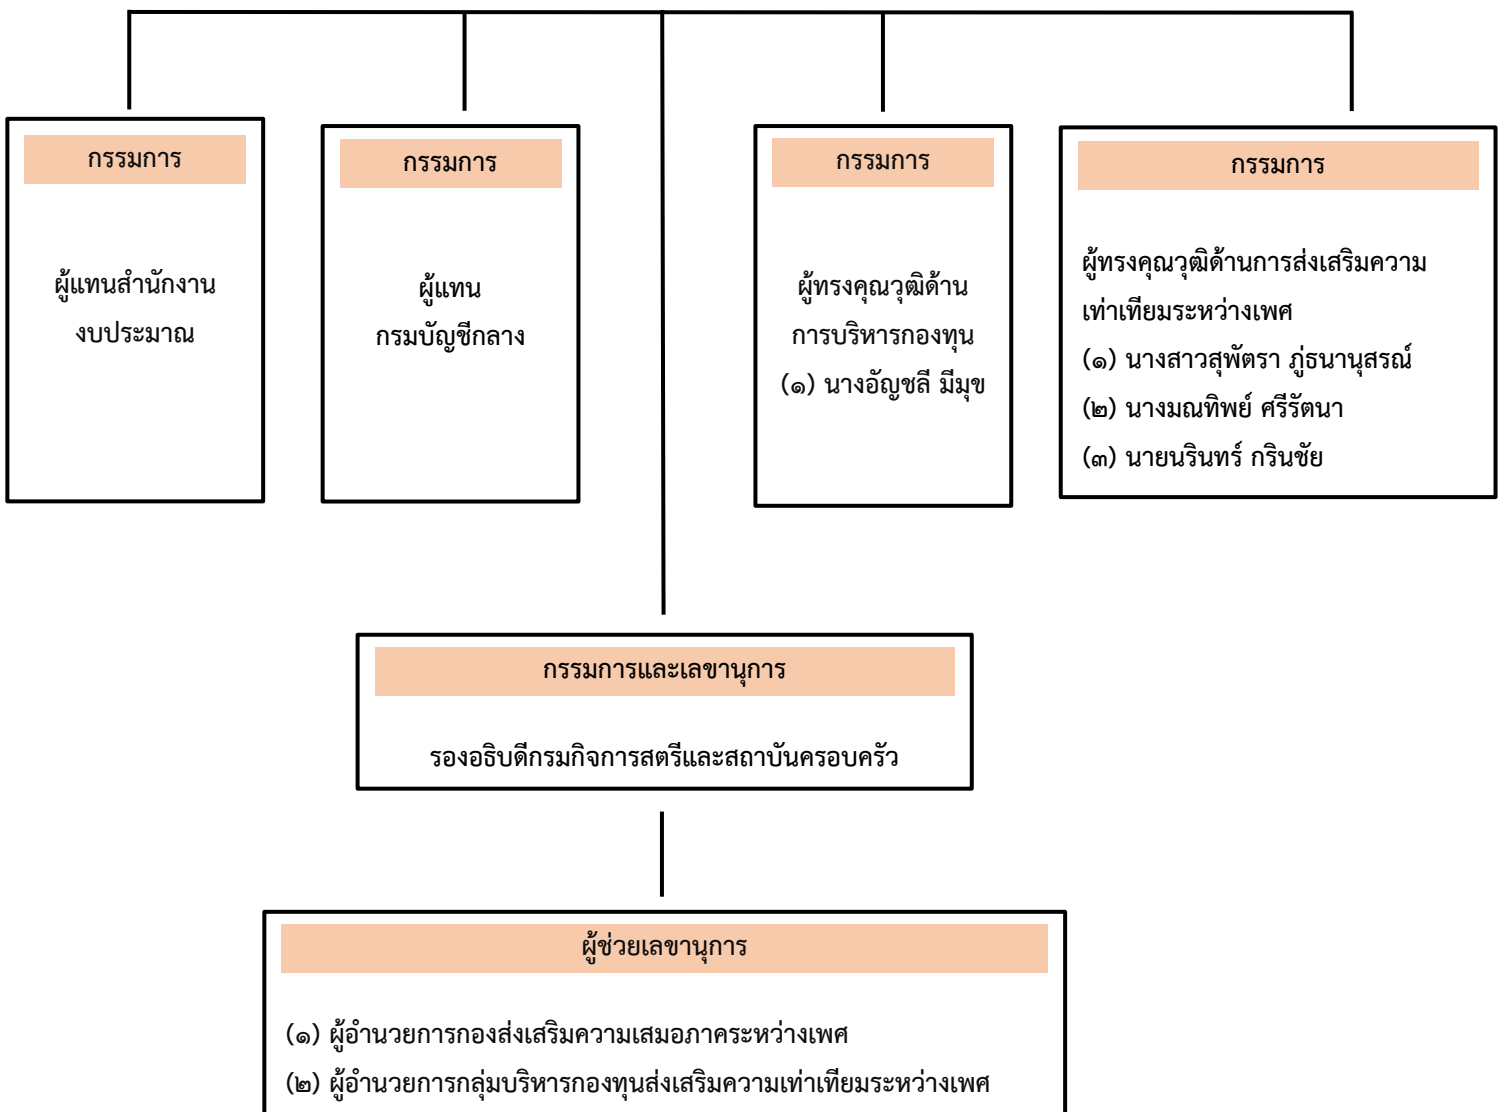 กรรมการ
ผู้แทนสำนักงาน
งบประมาณ
กรรมการ
ผู้แทน
กรมบัญชีกลาง
กรรมการ
ผู้ทรงคุณวุฒิด้าน
การบริหารกองทุน
(๑) นางอัญชลี มีมุข
กรรมการ
ผู้ทรงคุณวุฒิด้านการส่งเสริมความ
เท่าเทียมระหว่างเพศ
(๑) นางสาวสุพัตรา ภู่ธนานุสรณ์
(๒) นางมณทิพย์ ศรีรัตนา
(๓) นายนรินทร์ กรินชัย
กรรมการและเลขานุการ
รองอธิบดีกรมกิจการสตรีและสถาบันครอบครัว
ผู้ช่วยเลขานุการ
(๑) ผู้อำนวยการกองส่งเสริมความเสมอภาคระหว่างเพศ
(๒) ผู้อำนวยการกลุ่มบริหารกองทุนส่งเสริมความเท่าเทียมระหว่างเพศ